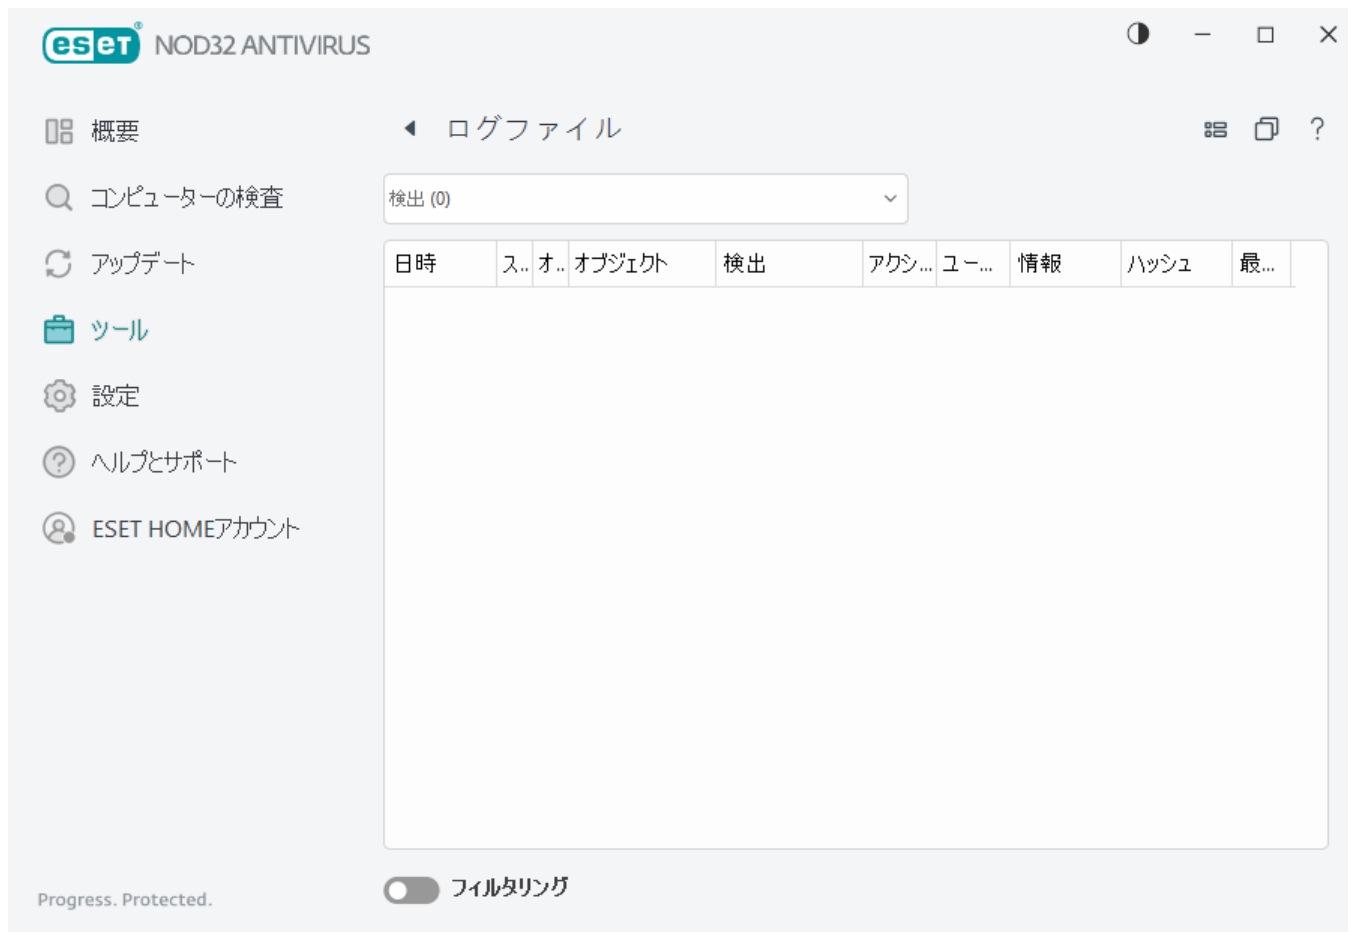 eset® NOD32 ANTIVIRUS
概要
コンピューターの検査
アップデート
ツール
設定
ヘルプとサポート
ESET HOMEアカウント
Progress. Protected.
ログファイル
?
検出 (0)
日時 ス... オ... オブジェクト 検出 アクシ... ユー... 情報 ハッシュ 最...
フィルタリング